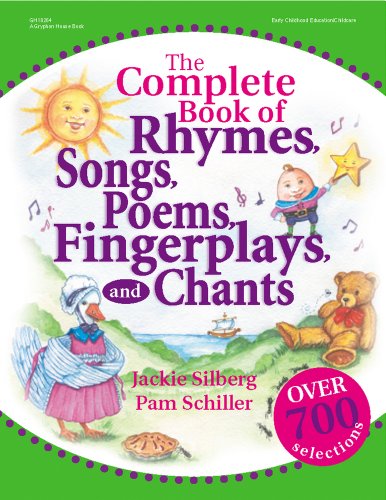 GH18264
A Gryphon House Book
Early Childhood Education/Childcare
The
Complete
Book of
Rhymes,
Songs,
Poems,
Fingerplays,
and Chants
Jackie Silberg
Pam Schiller
OVER
700
selections